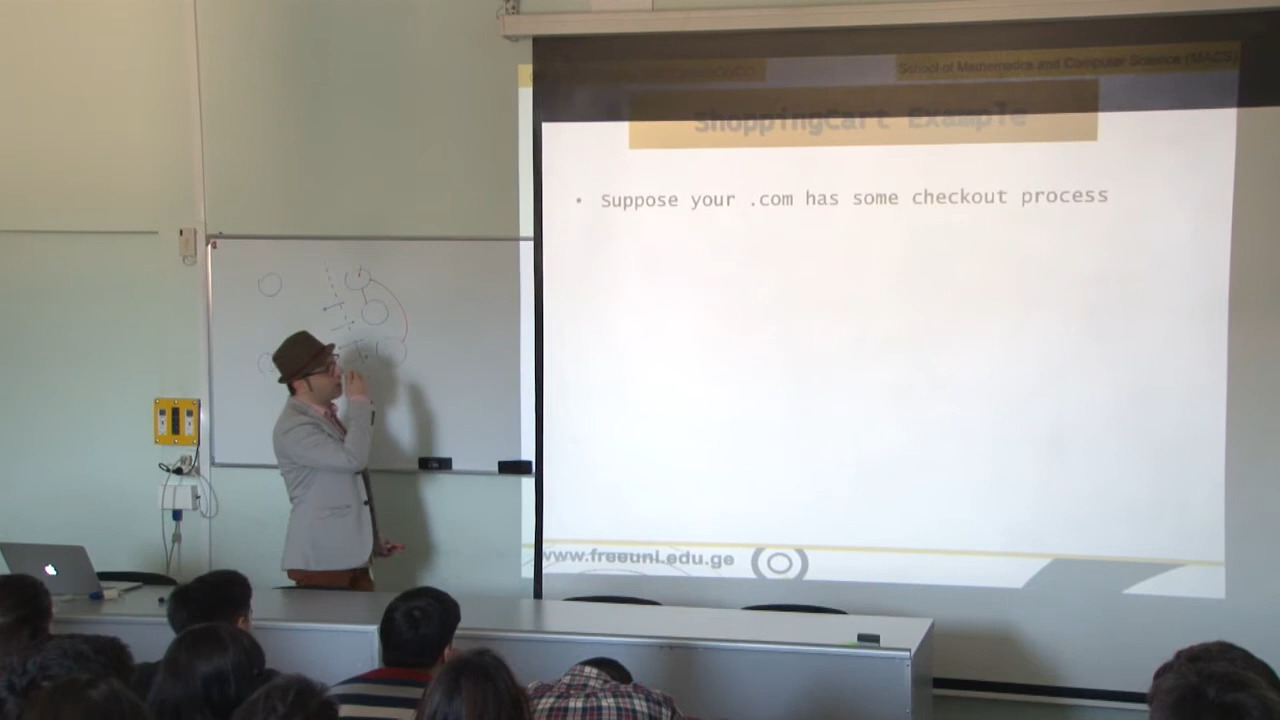 School of Mathematics and Computer Science (MACS)
ShoppingCart Example
• Suppose your .com has some checkout process
www.freeuni.edu.ge